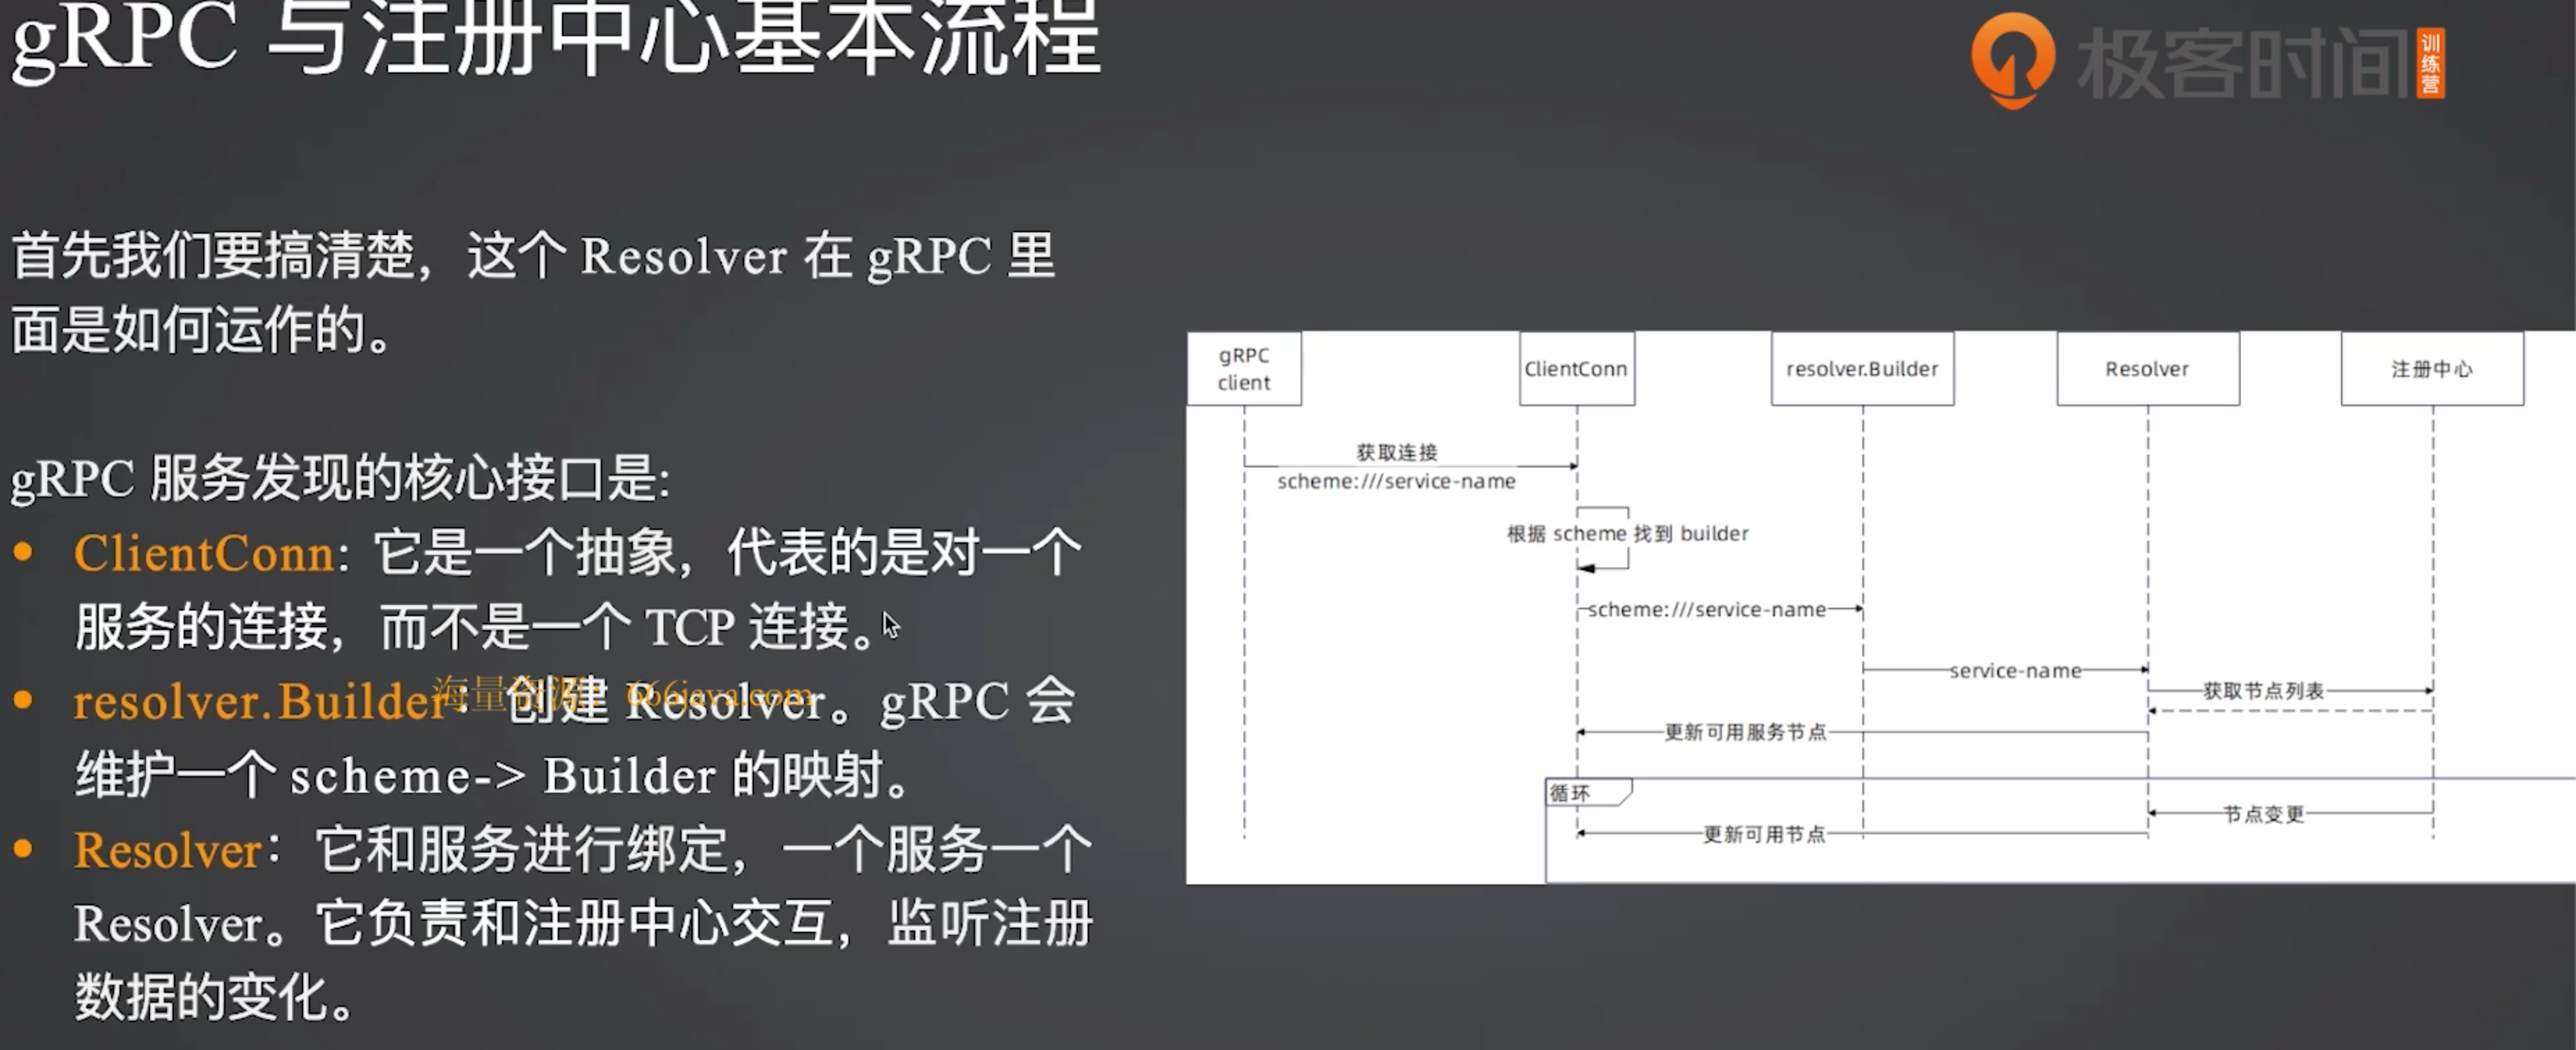 gRPC 与注册中心基本流程
极客时间
训练营
首先我们要搞清楚，这个 Resolver 在 gRPC 里
面是如何运作的。
gRPC 服务发现的核心接口是:
• ClientConn: 它是一个抽象，代表的是对一个
服务的连接，而不是一个 TCP 连接。
• resolver.Builder: 创建 Resolver。gRPC 会
海量资源：666java.com
维护一个 scheme-> Builder 的映射。
• Resolver：它和服务进行绑定，一个服务一个
Resolver。它负责和注册中心交互，监听注册
数据的变化。
gRPC
client
ClientConn
resolver.Builder
Resolver
注册中心
获取连接
scheme:///service-name
根据 scheme 找到 builder
scheme:///service-name
service-name
获取节点列表
更新可用服务节点
循环
节点变更
更新可用节点